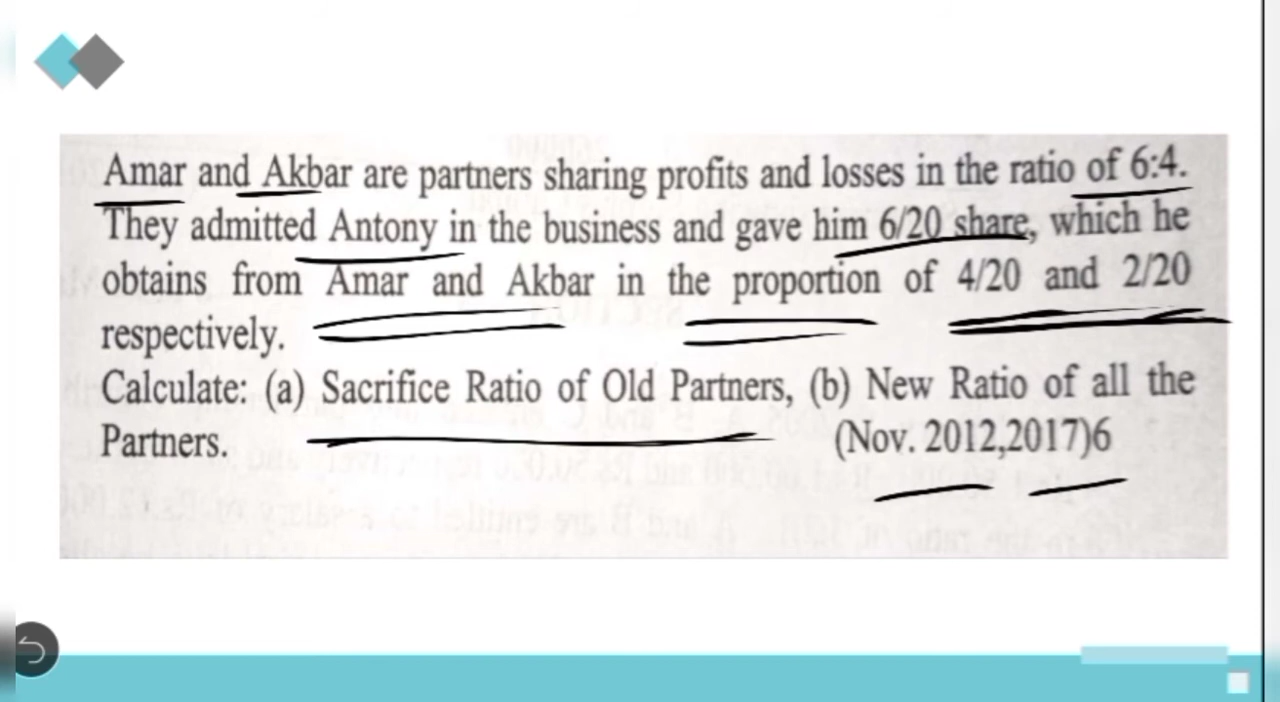 Amar and Akbar are partners sharing profits and losses in the ratio of 6:4.
They admitted Antony in the business and gave him 6/20 share, which he
obtains from Amar and Akbar in the proportion of 4/20 and 2/20
respectively.
Calculate: (a) Sacrifice Ratio of Old Partners, (b) New Ratio of all the
Partners. (Nov. 2012,2017)6